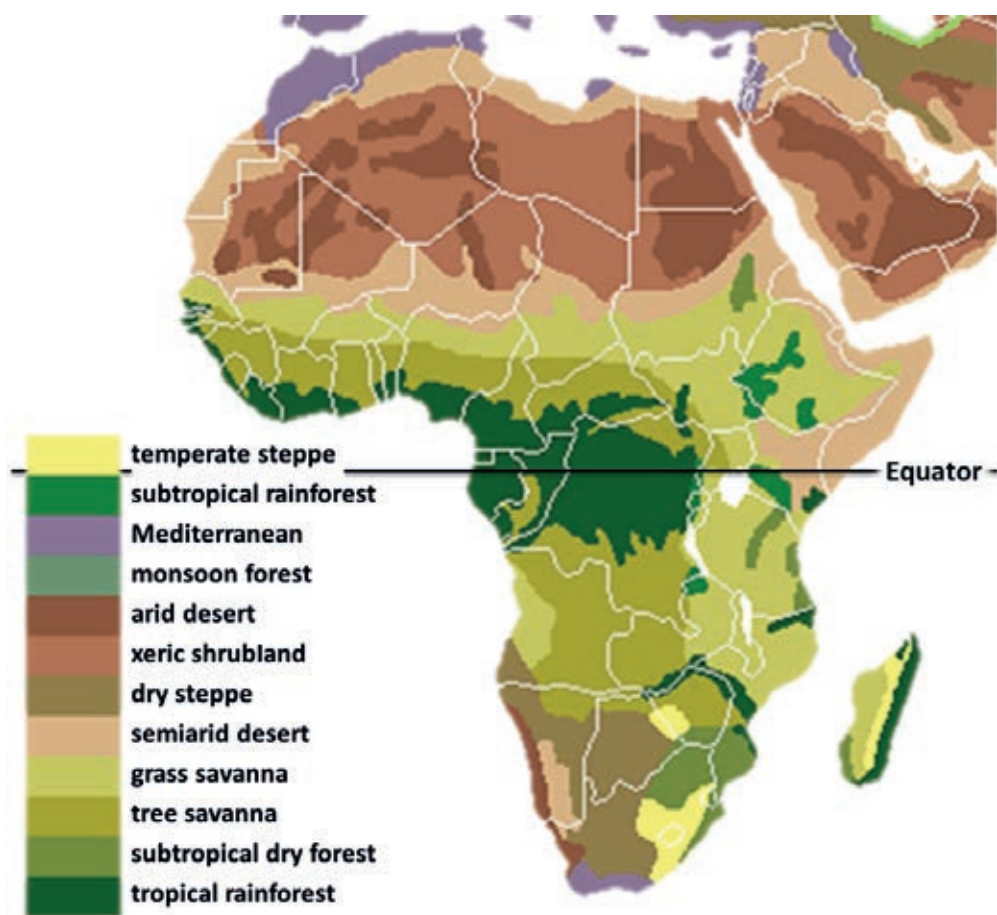 temperate steppe
Equator
subtropical rainforest
Mediterranean
monsoon forest
arid desert
xeric shrubland
dry steppe
semiarid desert
grass savanna
tree savanna
subtropical dry forest
tropical rainforest